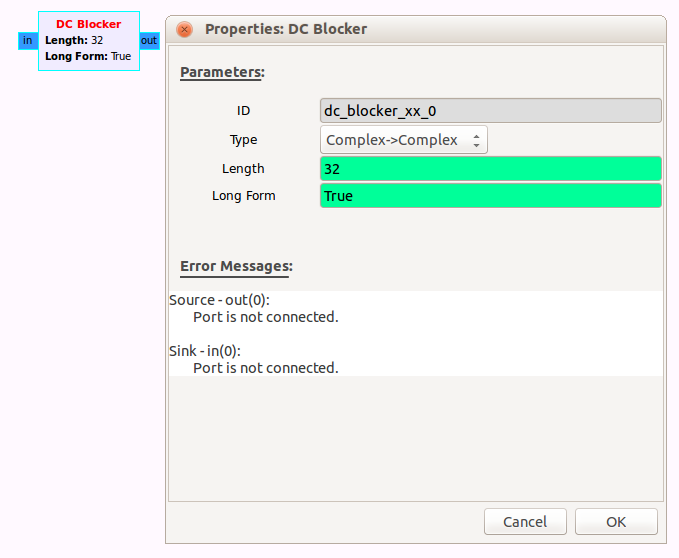 DC Blocker
in
Length: 32
out
Long Form: True
Properties: DC Blocker
Parameters:
ID
dc_blocker_xx_0
Type
Complex->Complex
Length
32
Long Form
True
Error Messages:
Source - out(0):
Port is not connected.
Sink - in(0):
Port is not connected.
Cancel
OK